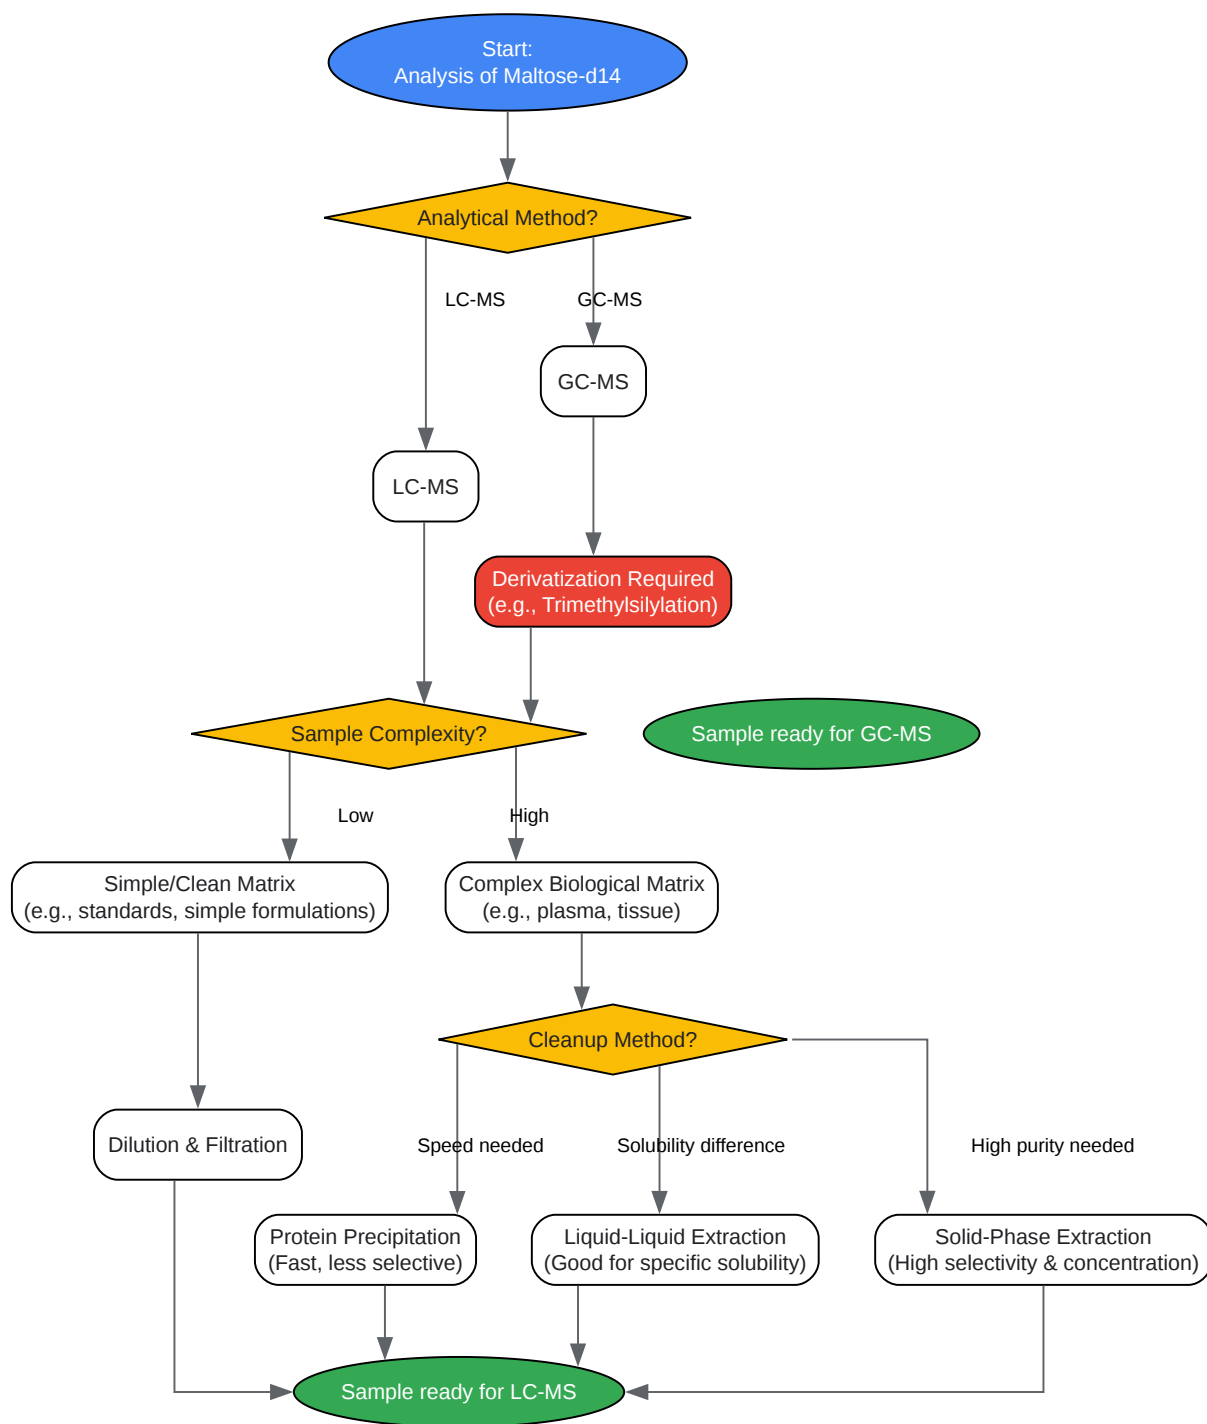 Start:
Analysis of Maltose-d14
Analytical Method?
LC-MS
GC-MS
GC-MS
LC-MS
Derivatization Required
(e.g., Trimethylsilylation)
Sample Complexity?
Sample ready for GC-MS
Low
High
Simple/Clean Matrix
(e.g., standards, simple formulations)
Complex Biological Matrix
(e.g., plasma, tissue)
Cleanup Method?
Dilution & Filtration
Speed needed
Solubility difference
High purity needed
Protein Precipitation
(Fast, less selective)
Liquid-Liquid Extraction
(Good for specific solubility)
Solid-Phase Extraction
(High selectivity & concentration)
Sample ready for LC-MS